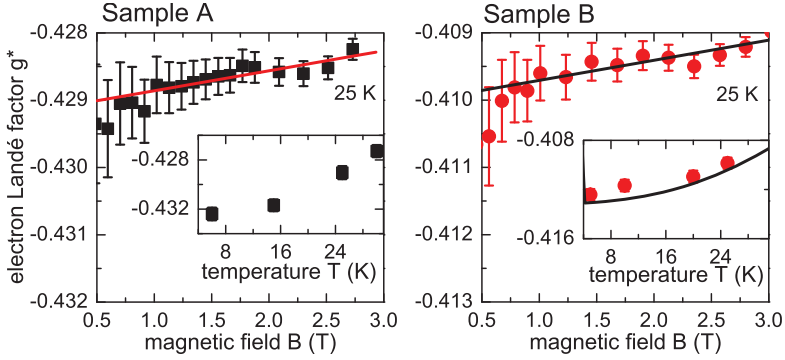 Sample A
electron Landé factor g*
-0.428
-0.429
-0.430
-0.431
-0.432
25 K
-0.428
-0.432
8 16 24
temperature T (K)
0.5 1.0 1.5 2.0 2.5 3.0
magnetic field B (T)
Sample B
-0.409
-0.410
-0.411
-0.412
-0.413
25 K
-0.408
-0.416
8 16 24
temperature T (K)
0.5 1.0 1.5 2.0 2.5 3.0
magnetic field B (T)